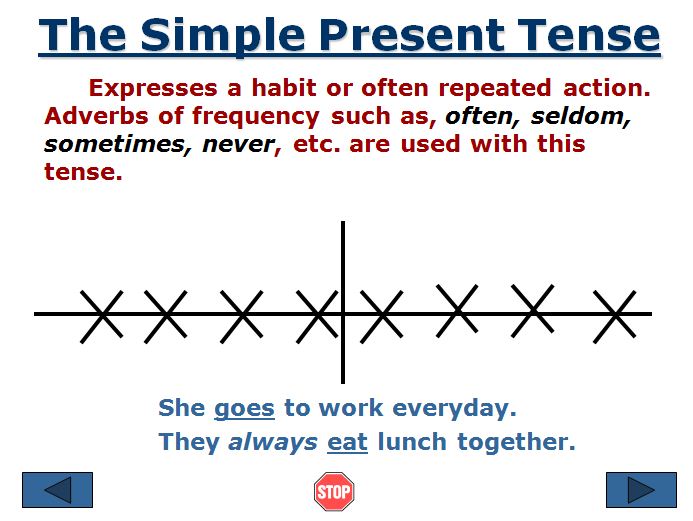 The Simple Present Tense
Expresses a habit or often repeated action.
Adverbs of frequency such as, often, seldom,
sometimes, never, etc. are used with this
tense.
She goes to work everyday.
They always eat lunch together.
STOP